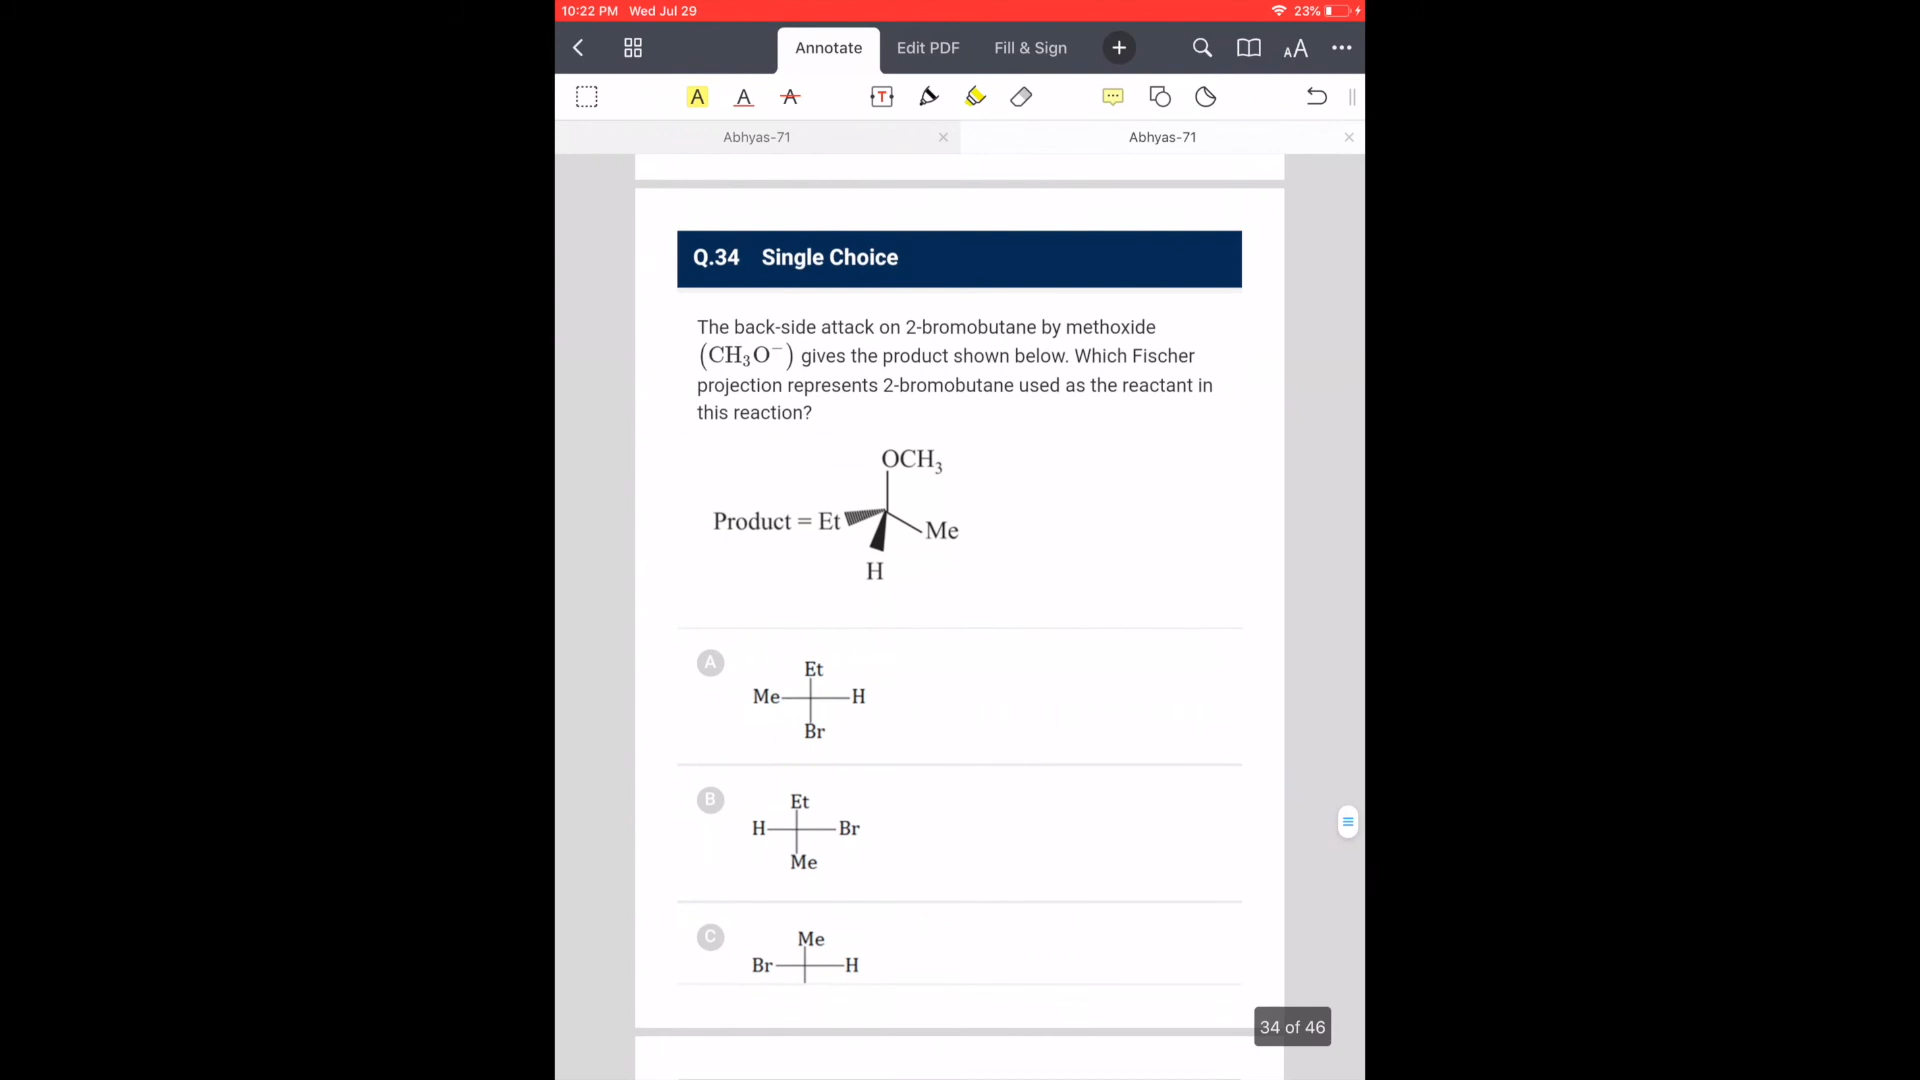 10:22 PM Wed Jul 29
23%
Annotate
Edit PDF
Fill & Sign
AA
A A A T
Abhyas-71
Abhyas-71
Q.34 Single Choice
The back-side attack on 2-bromobutane by methoxide
(CH₃O⁻) gives the product shown below. Which Fischer
projection represents 2-bromobutane used as the reactant in
this reaction?
OCH₃
Product = Et
Me
H
A
Et
Me H
Br
B
Et
H Br
Me
C
Me
Br H
34 of 46